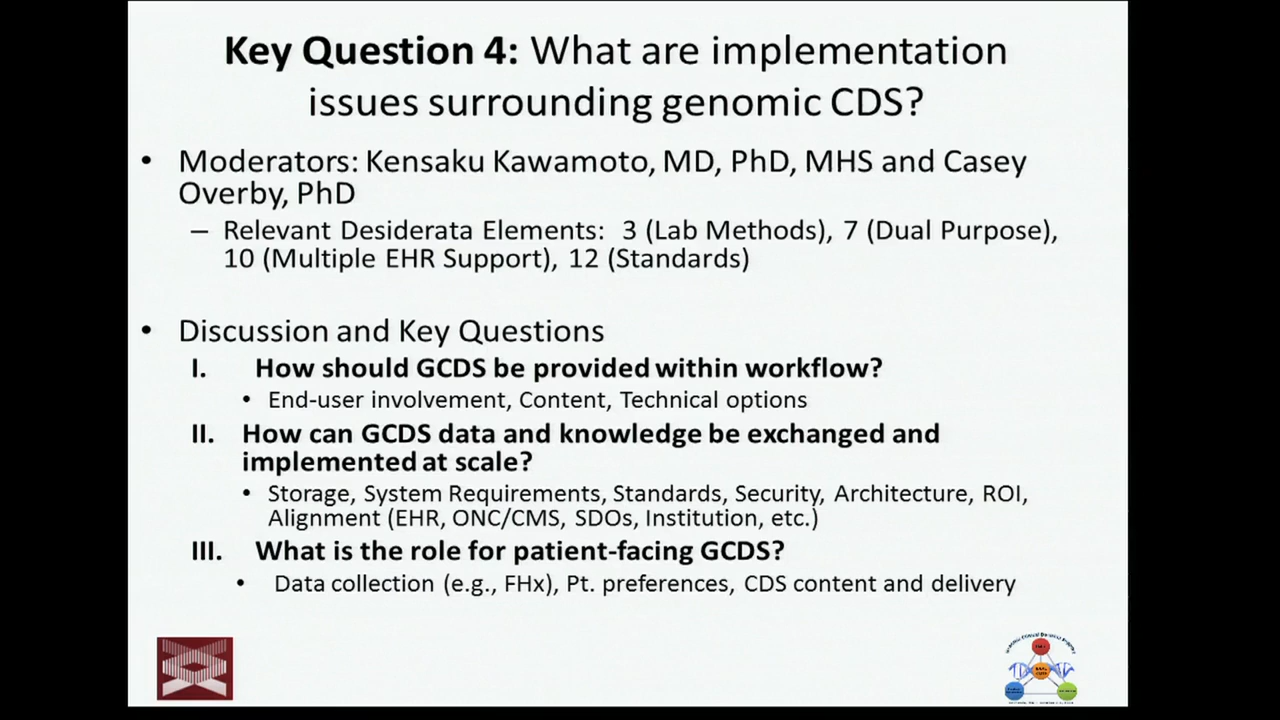 Key Question 4: What are implementation
issues surrounding genomic CDS?
• Moderators: Kensaku Kawamoto, MD, PhD, MHS and Casey
Overby, PhD
– Relevant Desiderata Elements: 3 (Lab Methods), 7 (Dual Purpose),
10 (Multiple EHR Support), 12 (Standards)
• Discussion and Key Questions
I. How should GCDS be provided within workflow?
• End-user involvement, Content, Technical options
II. How can GCDS data and knowledge be exchanged and
implemented at scale?
• Storage, System Requirements, Standards, Security, Architecture, ROI,
Alignment (EHR, ONC/CMS, SDOs, Institution, etc.)
III. What is the role for patient-facing GCDS?
• Data collection (e.g., FHx), Pt. preferences, CDS content and delivery